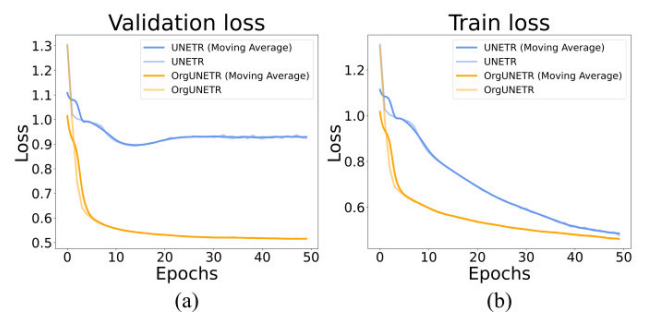 Validation loss
1.3
1.2
1.1
1.0
0.9
0.8
0.7
0.6
0.5
Loss
UNETR (Moving Average)
UNETR
OrgUNETR (Moving Average)
OrgUNETR
0 10 20 30 40 50
Epochs
(a)
Train loss
1.2
1.0
0.8
0.6
Loss
UNETR (Moving Average)
UNETR
OrgUNETR (Moving Average)
OrgUNETR
0 10 20 30 40 50
Epochs
(b)